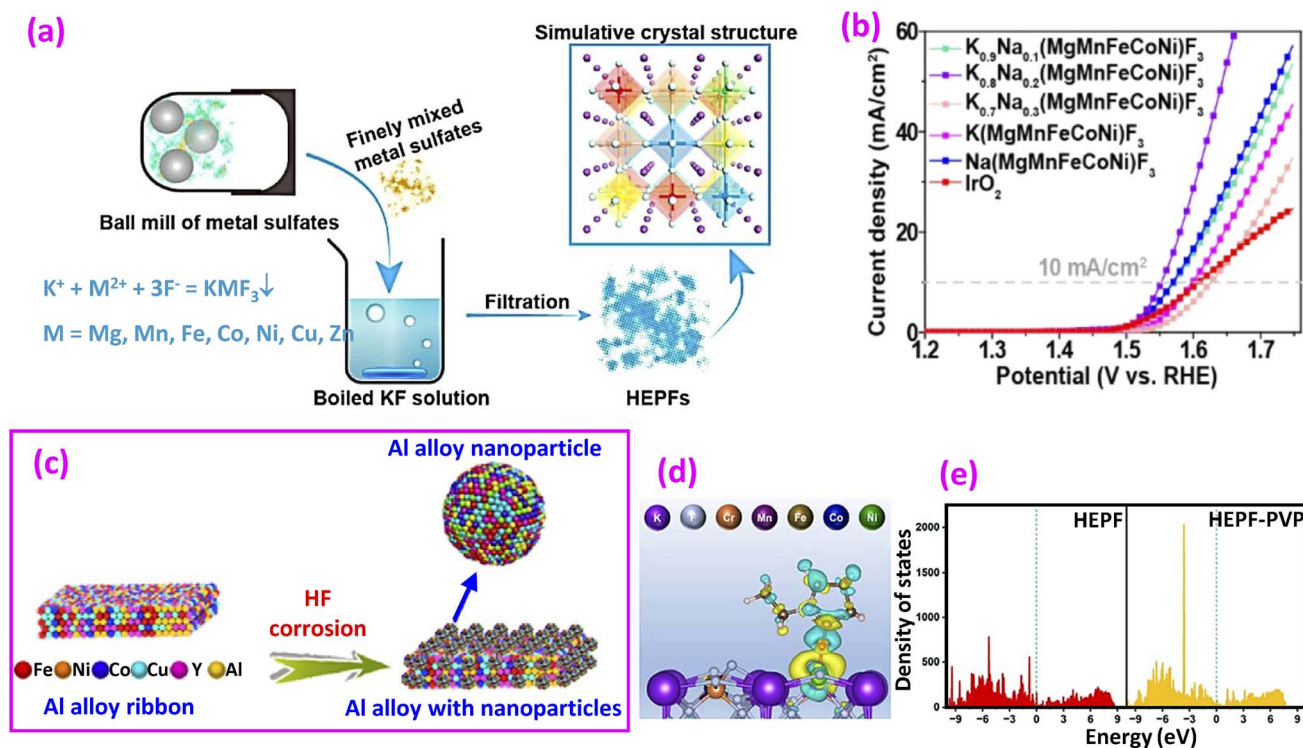 (a)
Simulative crystal structure
Finely mixed
metal sulfates
Ball mill of metal sulfates
K⁺ + M²⁺ + 3F⁻ = KMF₃↓
M = Mg, Mn, Fe, Co, Ni, Cu, Zn
Filtration
Boiled KF solution
HEPFs
(b)
60
40
20
0
Current density (mA/cm²)
K₀.₉Na₀.₁(MgMnFeCoNi)F₃
K₀.₈Na₀.₂(MgMnFeCoNi)F₃
K₀.₇Na₀.₃(MgMnFeCoNi)F₃
K(MgMnFeCoNi)F₃
Na(MgMnFeCoNi)F₃
IrO₂
10 mA/cm²
1.2 1.3 1.4 1.5 1.6 1.7
Potential (V vs. RHE)
(c)
Al alloy nanoparticle
HF
corrosion
Fe Ni Co Cu Y Al
Al alloy ribbon
Al alloy with nanoparticles
(d)
K F Cr Mn Fe Co Ni
(e)
HEPF
HEPF-PVP
2000
1500
1000
500
0
Density of states
-9 -6 -3 0 3 6 9 -9 -6 -3 0 3 6 9
Energy (eV)